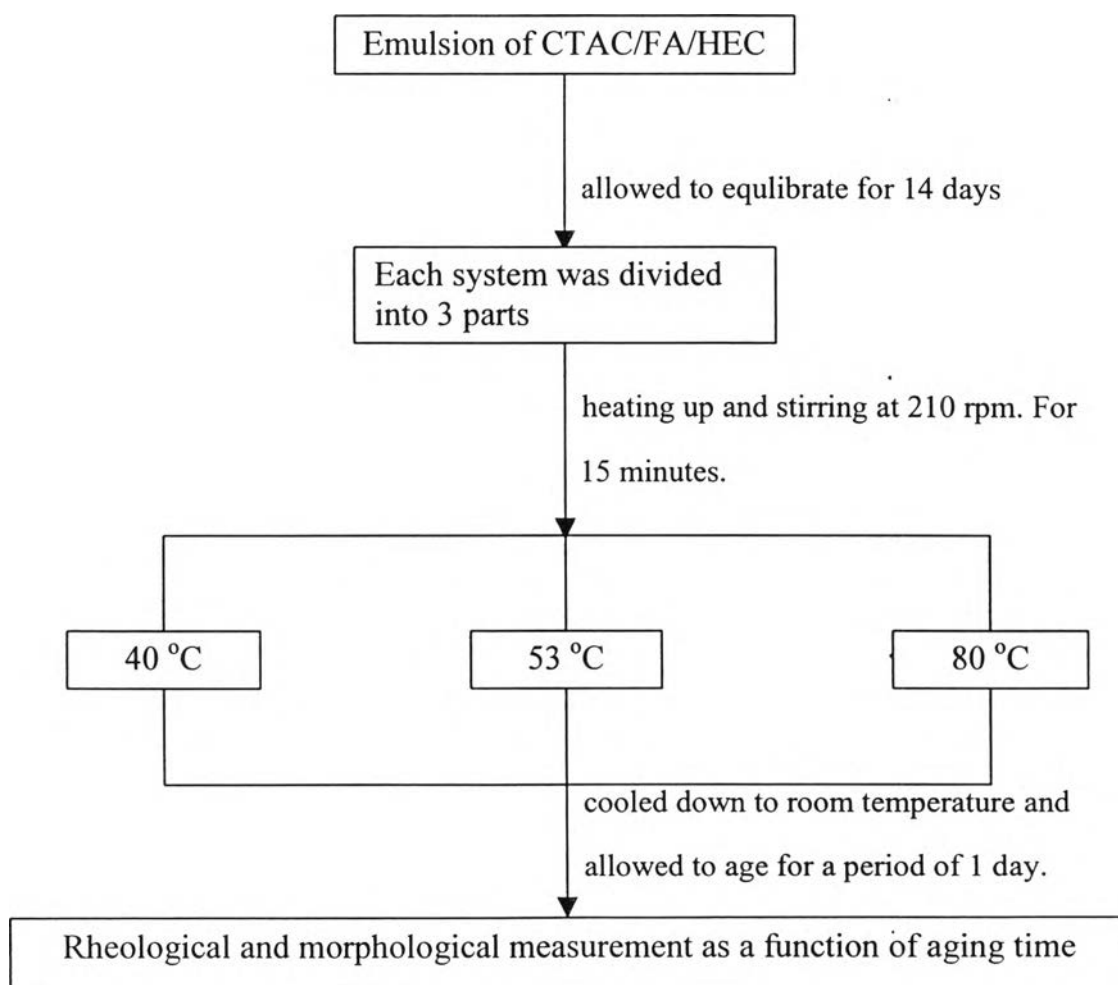 Emulsion of CTAC/FA/HEC
allowed to equlibrate for 14 days
Each system was divided
into 3 parts
heating up and stirring at 210 rpm. For
15 minutes.
40 °C
53 °C
80 °C
cooled down to room temperature and
allowed to age for a period of 1 day.
Rheological and morphological measurement as a function of aging time